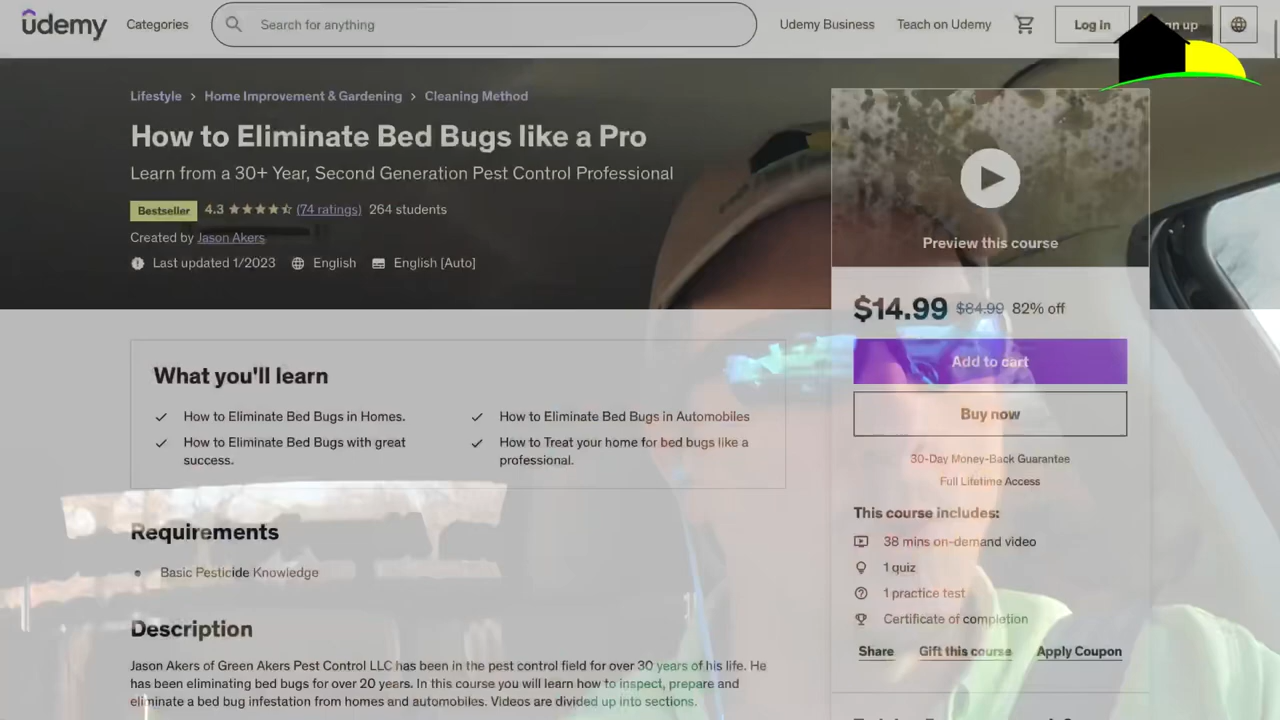 udemy
Categories
Search for anything
Udemy Business
Teach on Udemy
Log in
up
Lifestyle > Home Improvement & Gardening > Cleaning Method
How to Eliminate Bed Bugs like a Pro
Learn from a 30+ Year, Second Generation Pest Control Professional
Bestseller 4.3 (74 ratings) 264 students
Created by Jason Akers
Last updated 1/2023 English English [Auto]
Preview this course
$14.99 $84.99 82% off
Add to cart
Buy now
30-Day Money-Back Guarantee
Full Lifetime Access
This course includes:
38 mins on-demand video
1 quiz
1 practice test
Certificate of completion
Share Gift this course Apply Coupon
What you'll learn
How to Eliminate Bed Bugs in Homes.
How to Eliminate Bed Bugs with great
success.
How to Eliminate Bed Bugs in Automobiles
How to Treat your home for bed bugs like a
professional.
Requirements
Basic Pesticide Knowledge
Description
Jason Akers of Green Akers Pest Control LLC has been in the pest control field for over 30 years of his life. He
has been eliminating bed bugs for over 20 years. In this course you will learn how to inspect, prepare and
eliminate a bed bug infestation from homes and automobiles. Videos are divided up into sections.